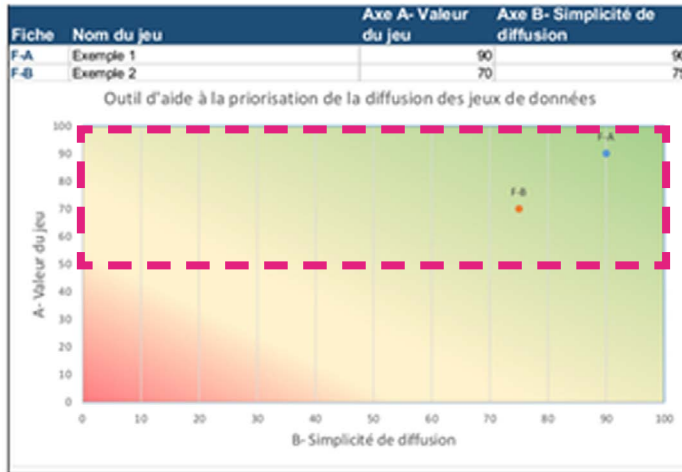 Fiche Nom du jeu Axe A- Valeur du jeu Axe B- Simplicité de diffusion
F-A Exemple 1 90 90
F-B Exemple 2 70 75
Outil d'aide à la priorisation de la diffusion des jeux de données
A- Valeur du jeu
100
90
80
70
60
50
40
30
20
10
0
F-A
F-B
0 10 20 30 40 50 60 70 80 90 100
B- Simplicité de diffusion